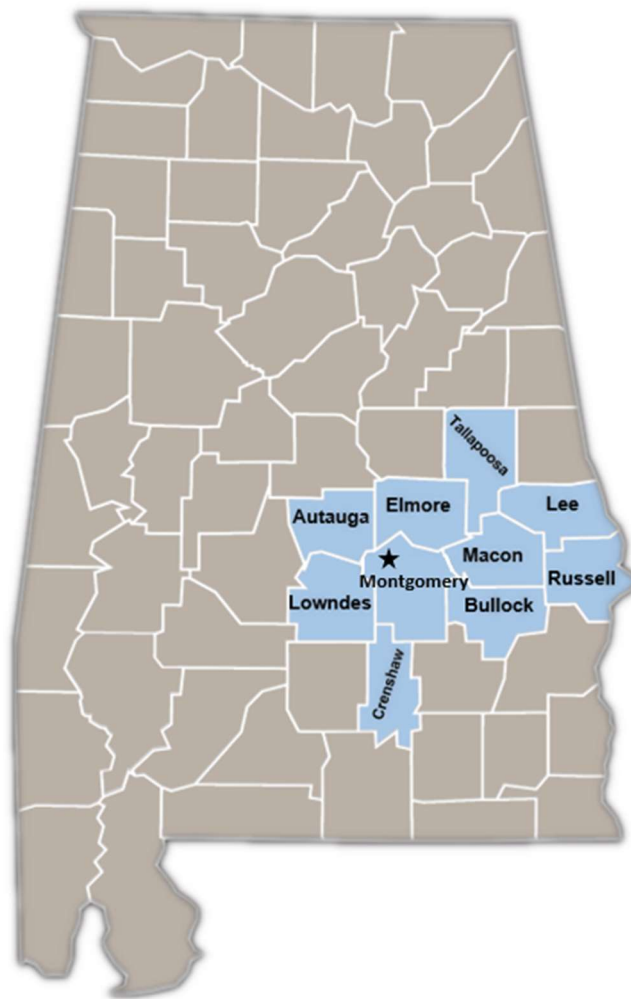 Tallapoosa
Autauga
Elmore
Lee
Macon
Montgomery
Russell
Lowndes
Bullock
Crenshaw